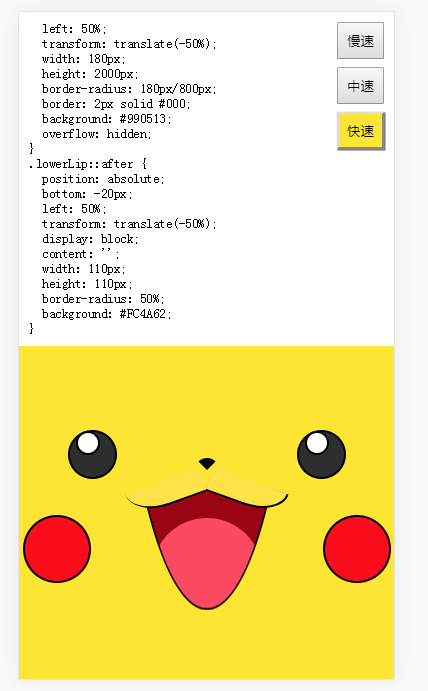 left: 50%;
transform: translate(-50%);
width: 180px;
height: 2000px;
border-radius: 180px/800px;
border: 2px solid #000;
background: #990513;
overflow: hidden;
}
.lowerLip::after {
position: absolute;
bottom: -20px;
left: 50%;
transform: translate(-50%);
display: block;
content: '';
width: 110px;
height: 110px;
border-radius: 50%;
background: #FC4A62;
}
慢速
中速
快速